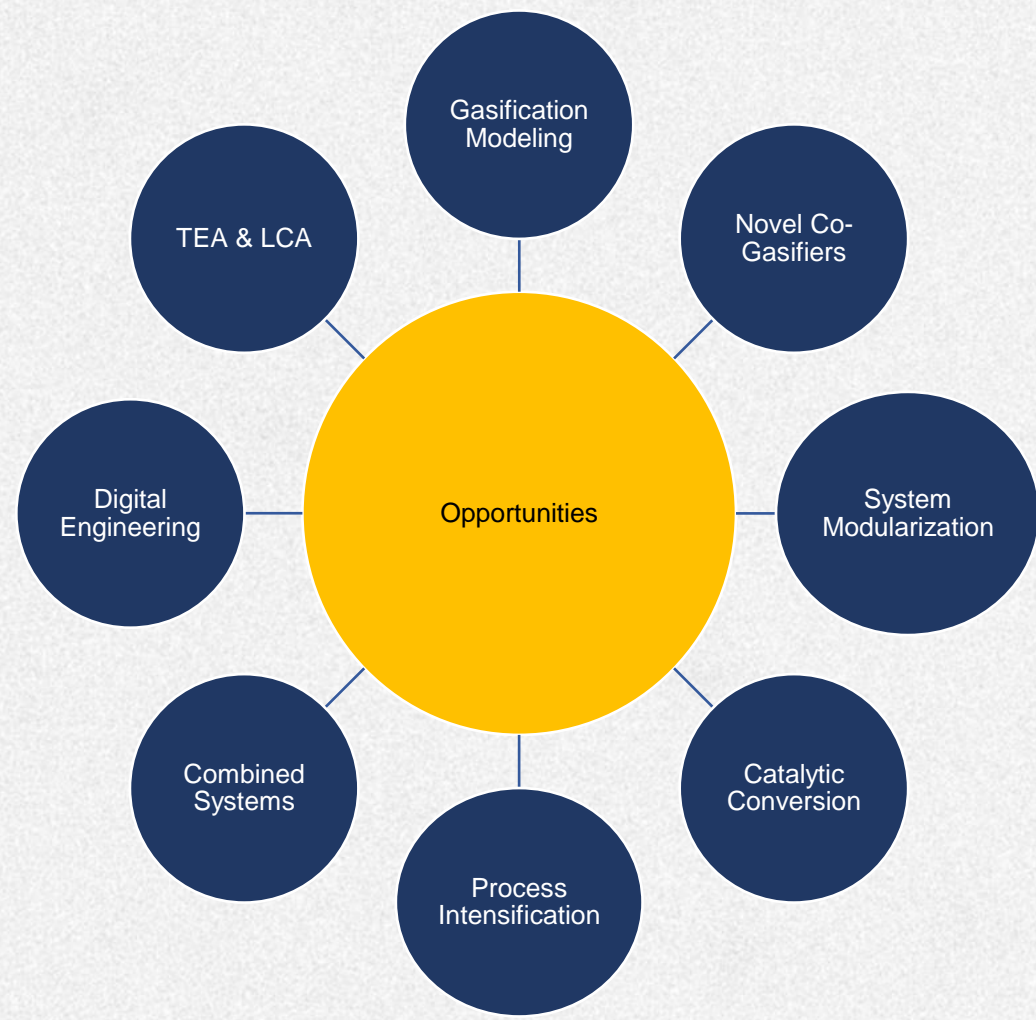 Gasification
Modeling
Novel Co-
Gasifiers
System
Modularization
Catalytic
Conversion
Process
Intensification
Combined
Systems
Digital
Engineering
TEA & LCA
Opportunities